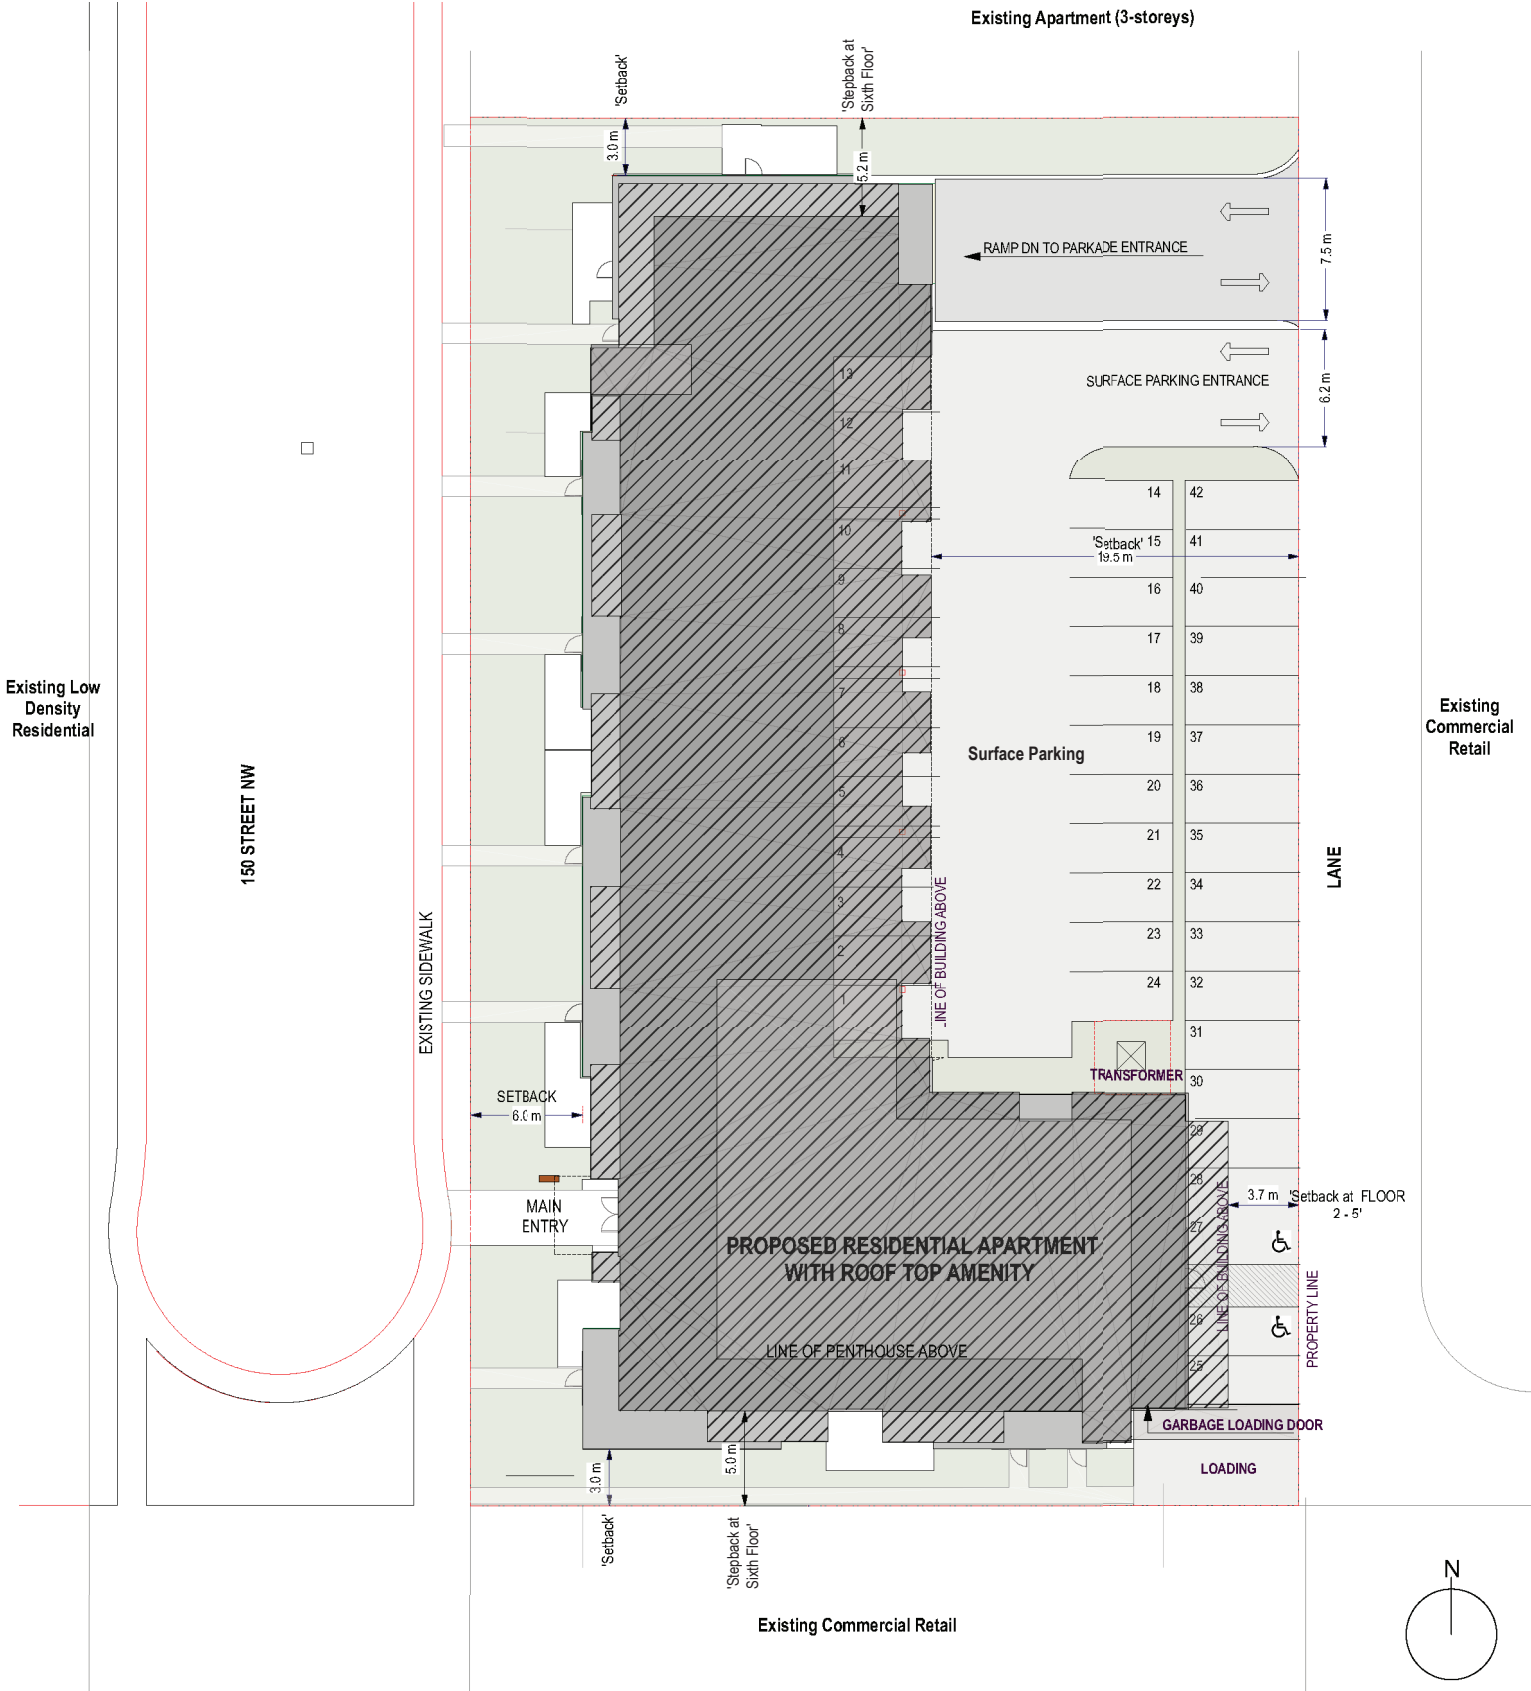 Existing Apartment (3-storeys)
'Setback'
'Stepback at
Sixth Floor'
3.0 m
5.2 m
RAMP DN TO PARKADE ENTRANCE
7.5 m
SURFACE PARKING ENTRANCE
6.2 m
13
12
11
10
9
8
7
6
5
4
3
2
1
14 42
15 41
'Setback'
19.5 m
16 40
17 39
18 38
19 37
20 36
21 35
22 34
23 33
24 32
31
30
29
28
27
26
25
Existing Low
Density
Residential
150 STREET NW
EXISTING SIDEWALK
Surface Parking
LINE OF BUILDING ABOVE
LANE
Existing
Commercial
Retail
TRANSFORMER
SETBACK
6.0 m
MAIN
ENTRY
3.7 m 'Setback at FLOOR
2 - 5'
LINE OF BUILDING ABOVE
PROPERTY LINE
PROPOSED RESIDENTIAL APARTMENT
WITH ROOF TOP AMENITY
LINE OF PENTHOUSE ABOVE
GARBAGE LOADING DOOR
LOADING
3.0 m
5.0 m
'Setback'
'Stepback at
Sixth Floor'
Existing Commercial Retail
N